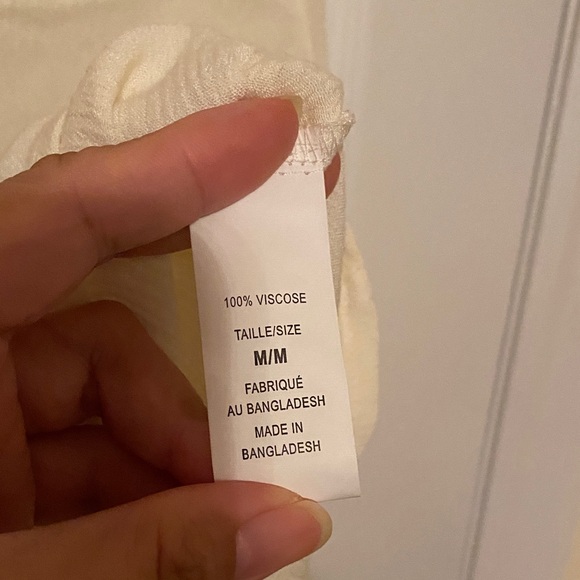 100% VISCOSE
TAILLE/SIZE
M/M
FABRIQUÉ
AU BANGLADESH
MADE IN
BANGLADESH